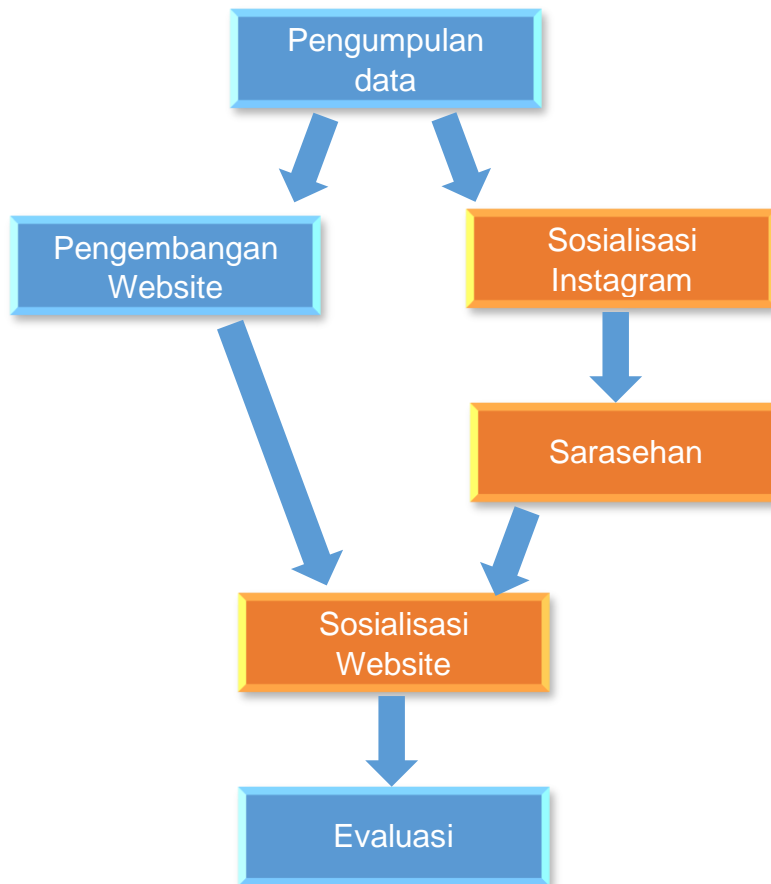 Pengumpulan
data
Pengembangan
Website
Sosialisasi
Instagram
Sarasehan
Sosialisasi
Website
Evaluasi